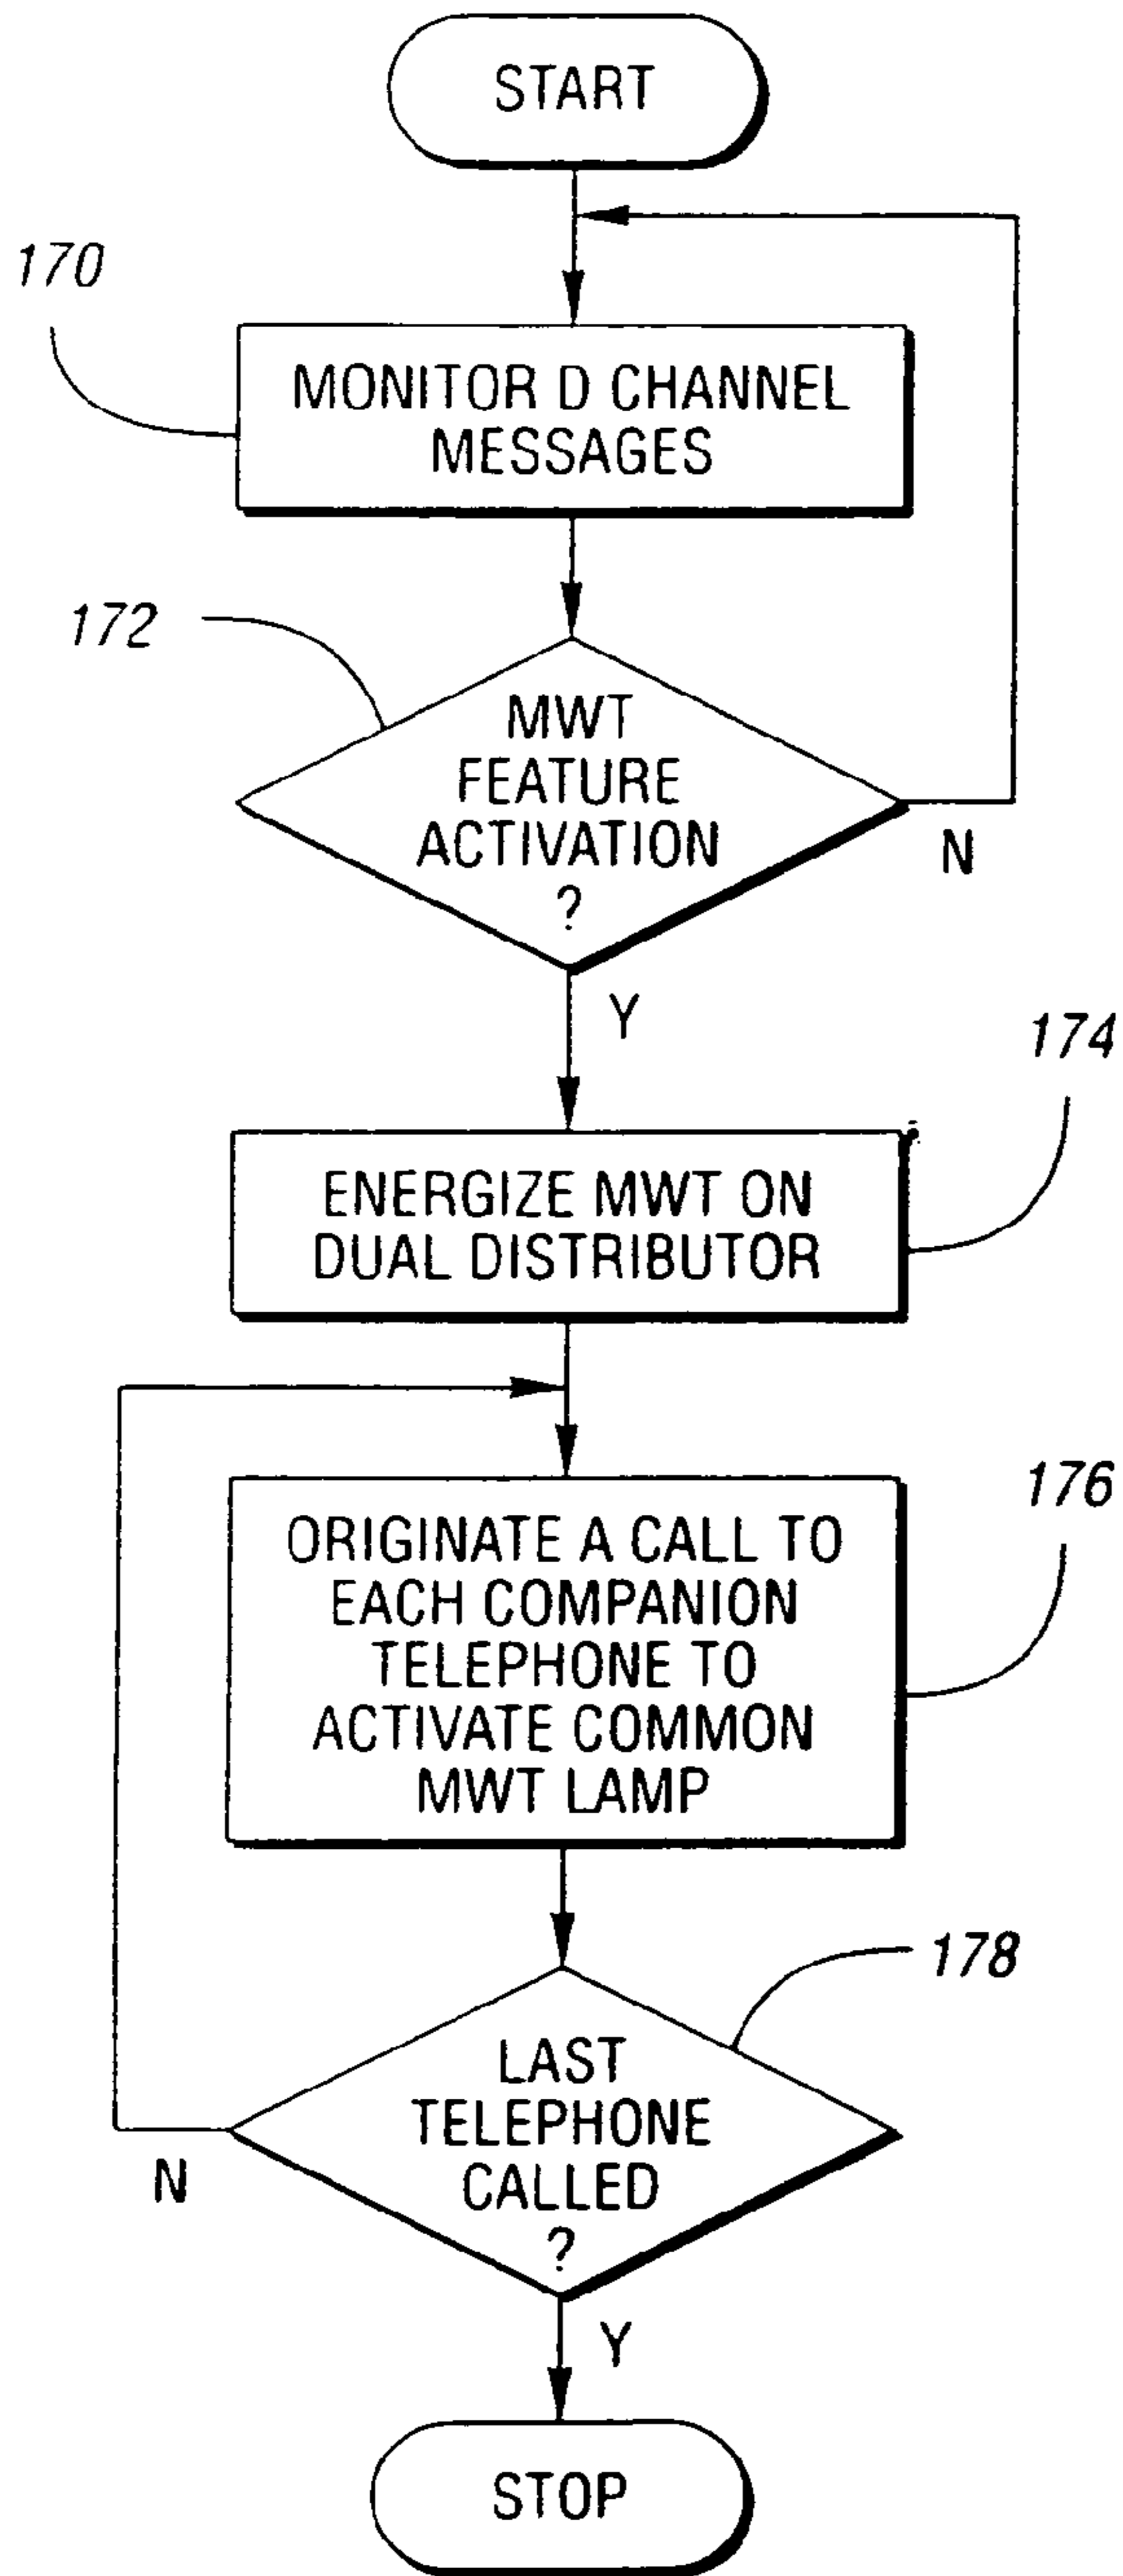 START
170
MONITOR D CHANNEL
MESSAGES
172
MWT
FEATURE
ACTIVATION
?
N
Y
174
ENERGIZE MWT ON
DUAL DISTRIBUTOR
176
ORIGINATE A CALL TO
EACH COMPANION
TELEPHONE TO
ACTIVATE COMMON
MWT LAMP
178
LAST
TELEPHONE
CALLED
?
N
Y
STOP